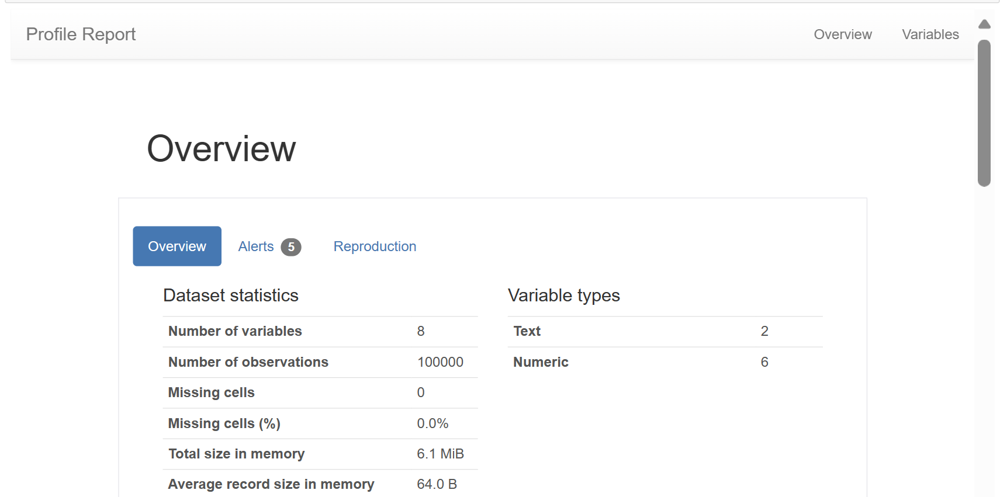 Profile Report Overview Variables
Overview
Overview Alerts 5 Reproduction
Dataset statistics
Number of variables 8
Number of observations 100000
Missing cells 0
Missing cells (%) 0.0%
Total size in memory 6.1 MiB
Average record size in memory 64.0 B
Variable types
Text 2
Numeric 6